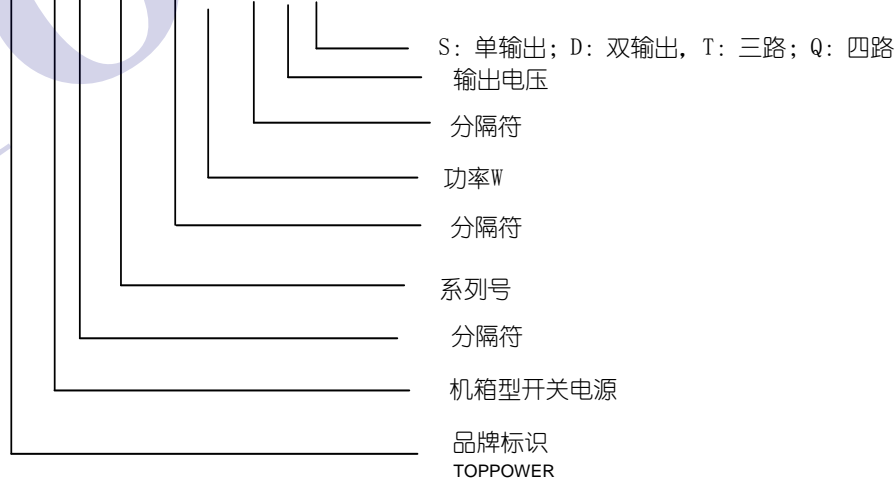 S: 单输出; D: 双输出, T: 三路; Q: 四路
输出电压
分隔符
功率W
分隔符
系列号
分隔符
机箱型开关电源
品牌标识
TOPPOWER